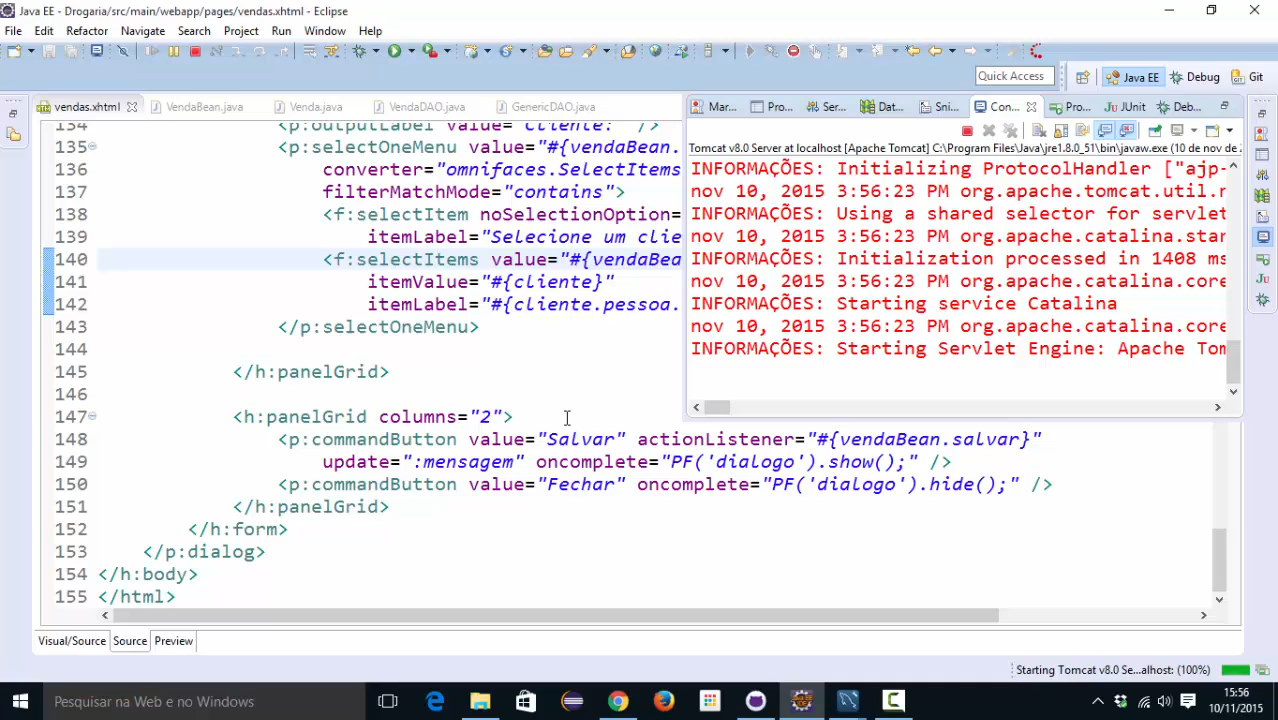 Java EE - Drogaria/src/main/webapp/pages/vendas.xhtml - Eclipse
File Edit Refactor Navigate Search Project Run Window Help
Quick Access Java EE Debug Git
vendas.xhtml VendaBean.java Venda.java VendaDAO.java GenericDAO.java
Mar... Pro... Ser... Dat... Sni... Con... Pro... JUnit Deb...
Tomcat v8.0 Server at localhost [Apache Tomcat] C:\Program Files\Java\jre1.8.0_51\bin\javaw.exe (10 de nov de
INFORMAÇÕES: Initializing ProtocolHandler ["ajp-
nov 10, 2015 3:56:23 PM org.apache.tomcat.util.n
INFORMAÇÕES: Using a shared selector for servlet
nov 10, 2015 3:56:23 PM org.apache.catalina.star
INFORMAÇÕES: Initialization processed in 1408 ms
nov 10, 2015 3:56:23 PM org.apache.catalina.core
INFORMAÇÕES: Starting service Catalina
nov 10, 2015 3:56:23 PM org.apache.catalina.core
INFORMAÇÕES: Starting Servlet Engine: Apache Tom
134 <p:outputLabel value="Cliente: " />
135 <p:selectOneMenu value="#{vendaBean.
136 converter="omnifaces.SelectItems
137 filterMatchMode="contains">
138 <f:selectItem noSelectionOption=
139 itemLabel="Selecione um clie
140 <f:selectItems value="#{vendaBea
141 itemValue="#{cliente}"
142 itemLabel="#{cliente.pessoa.
143 </p:selectOneMenu>
144
145 </h:panelGrid>
146
147 <h:panelGrid columns="2">
148 <p:commandButton value="Salvar" actionListener="#{vendaBean.salvar}"
149 update=":mensagem" oncomplete="PF('dialogo').show();" />
150 <p:commandButton value="Fechar" oncomplete="PF('dialogo').hide();" />
151 </h:panelGrid>
152 </h:form>
153 </p:dialog>
154 </h:body>
155 </html>
Visual/Source Source Preview
Starting Tomcat v8.0 Se...alhost: (100%)
Pesquisar na Web e no Windows
15:56
10/11/2015